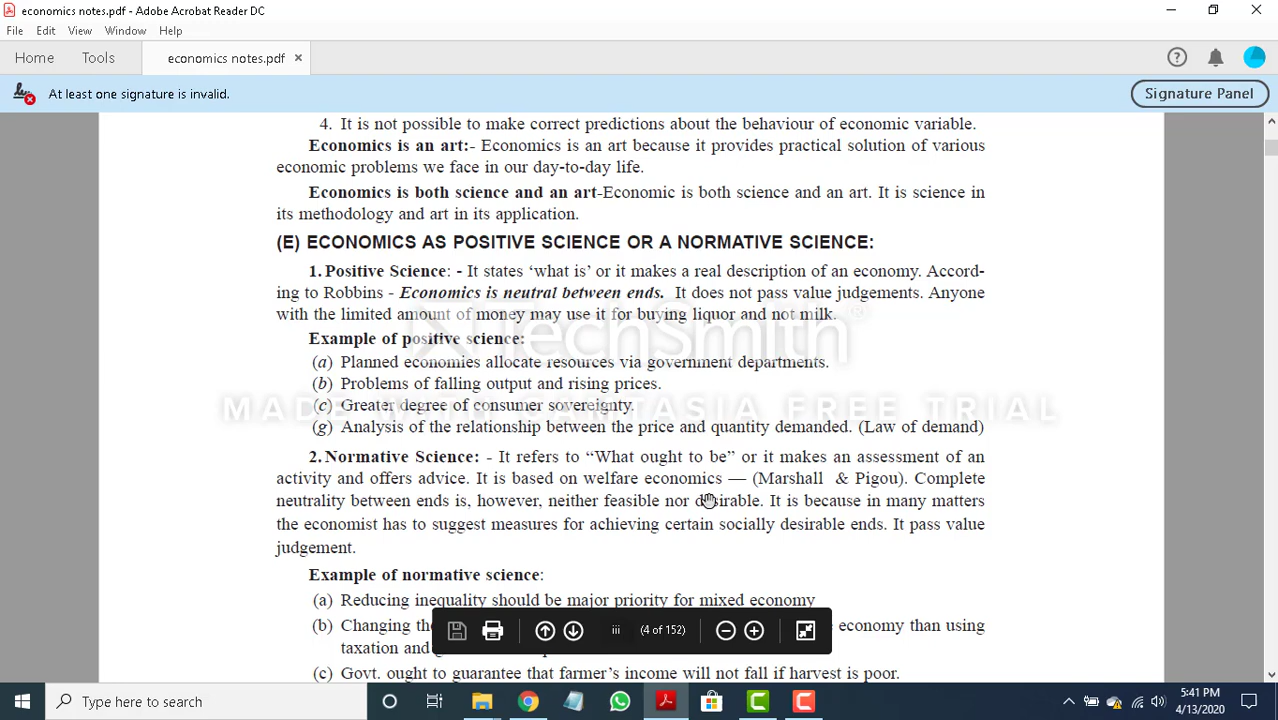 economics notes.pdf - Adobe Acrobat Reader DC
File Edit View Window Help
Home Tools economics notes.pdf ×
At least one signature is invalid. Signature Panel
4. It is not possible to make correct predictions about the behaviour of economic variable.
Economics is an art:- Economics is an art because it provides practical solution of various
economic problems we face in our day-to-day life.
Economics is both science and an art-Economic is both science and an art. It is science in
its methodology and art in its application.
(E) ECONOMICS AS POSITIVE SCIENCE OR A NORMATIVE SCIENCE:
1. Positive Science: - It states ‘what is’ or it makes a real description of an economy. Accord-
ing to Robbins - Economics is neutral between ends. It does not pass value judgements. Anyone
with the limited amount of money may use it for buying liquor and not milk.
TechSmith
Example of positive science:
(a) Planned economies allocate resources via government departments.
(b) Problems of falling output and rising prices.
MADE WITH CAMTASIA FREE TRIAL
(c) Greater degree of consumer sovereignty.
(g) Analysis of the relationship between the price and quantity demanded. (Law of demand)
2. Normative Science: - It refers to “What ought to be” or it makes an assessment of an
activity and offers advice. It is based on welfare economics — (Marshall & Pigou). Complete
neutrality between ends is, however, neither feasible nor desirable. It is because in many matters
the economist has to suggest measures for achieving certain socially desirable ends. It pass value
judgement.
Example of normative science:
(a) Reducing inequality should be major priority for mixed economy
(b) Changing the economy than using
taxation and
(c) Govt. ought to guarantee that farmer’s income will not fall if harvest is poor.
iii (4 of 152)
Type here to search
5:41 PM
4/13/2020